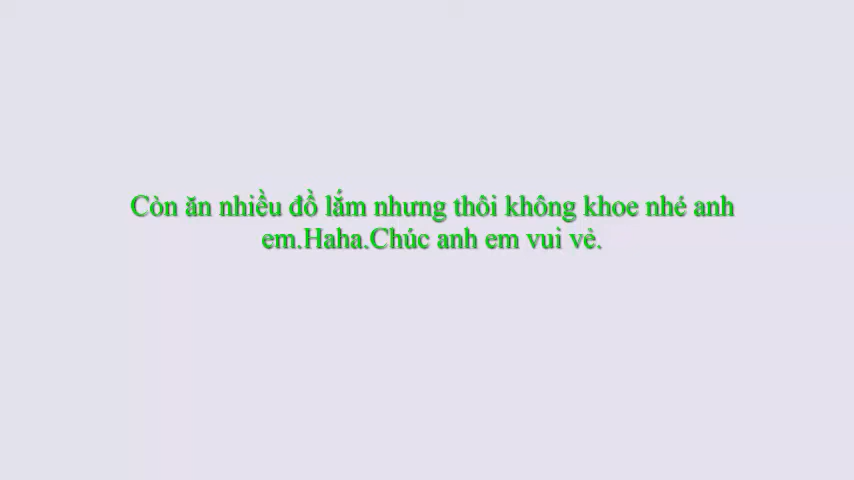 Còn ăn nhiều đồ lắm nhưng thôi không khoe nhé anh
em.Haha.Chúc anh em vui vẻ.